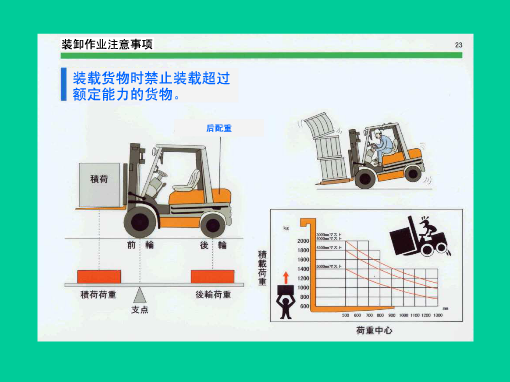 装卸作业注意事项
23
装载货物时禁止装载超过
额定能力的货物。
后配重
積荷
前 輪
後 輪
積荷荷重
後輪荷重
支点
積載荷重
2000
1800
1600
1400
1200
1000
800
600
荷重中心